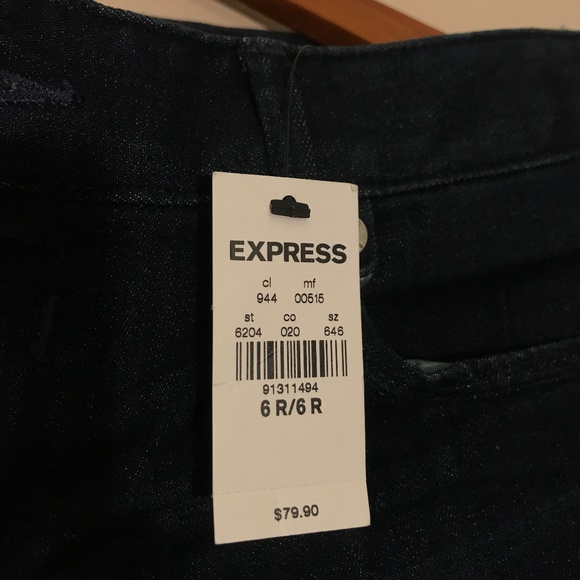 EXPRESS
cl mf
944 00515
st co sz
6204 020 646
91311494
6 R/6 R
$79.90